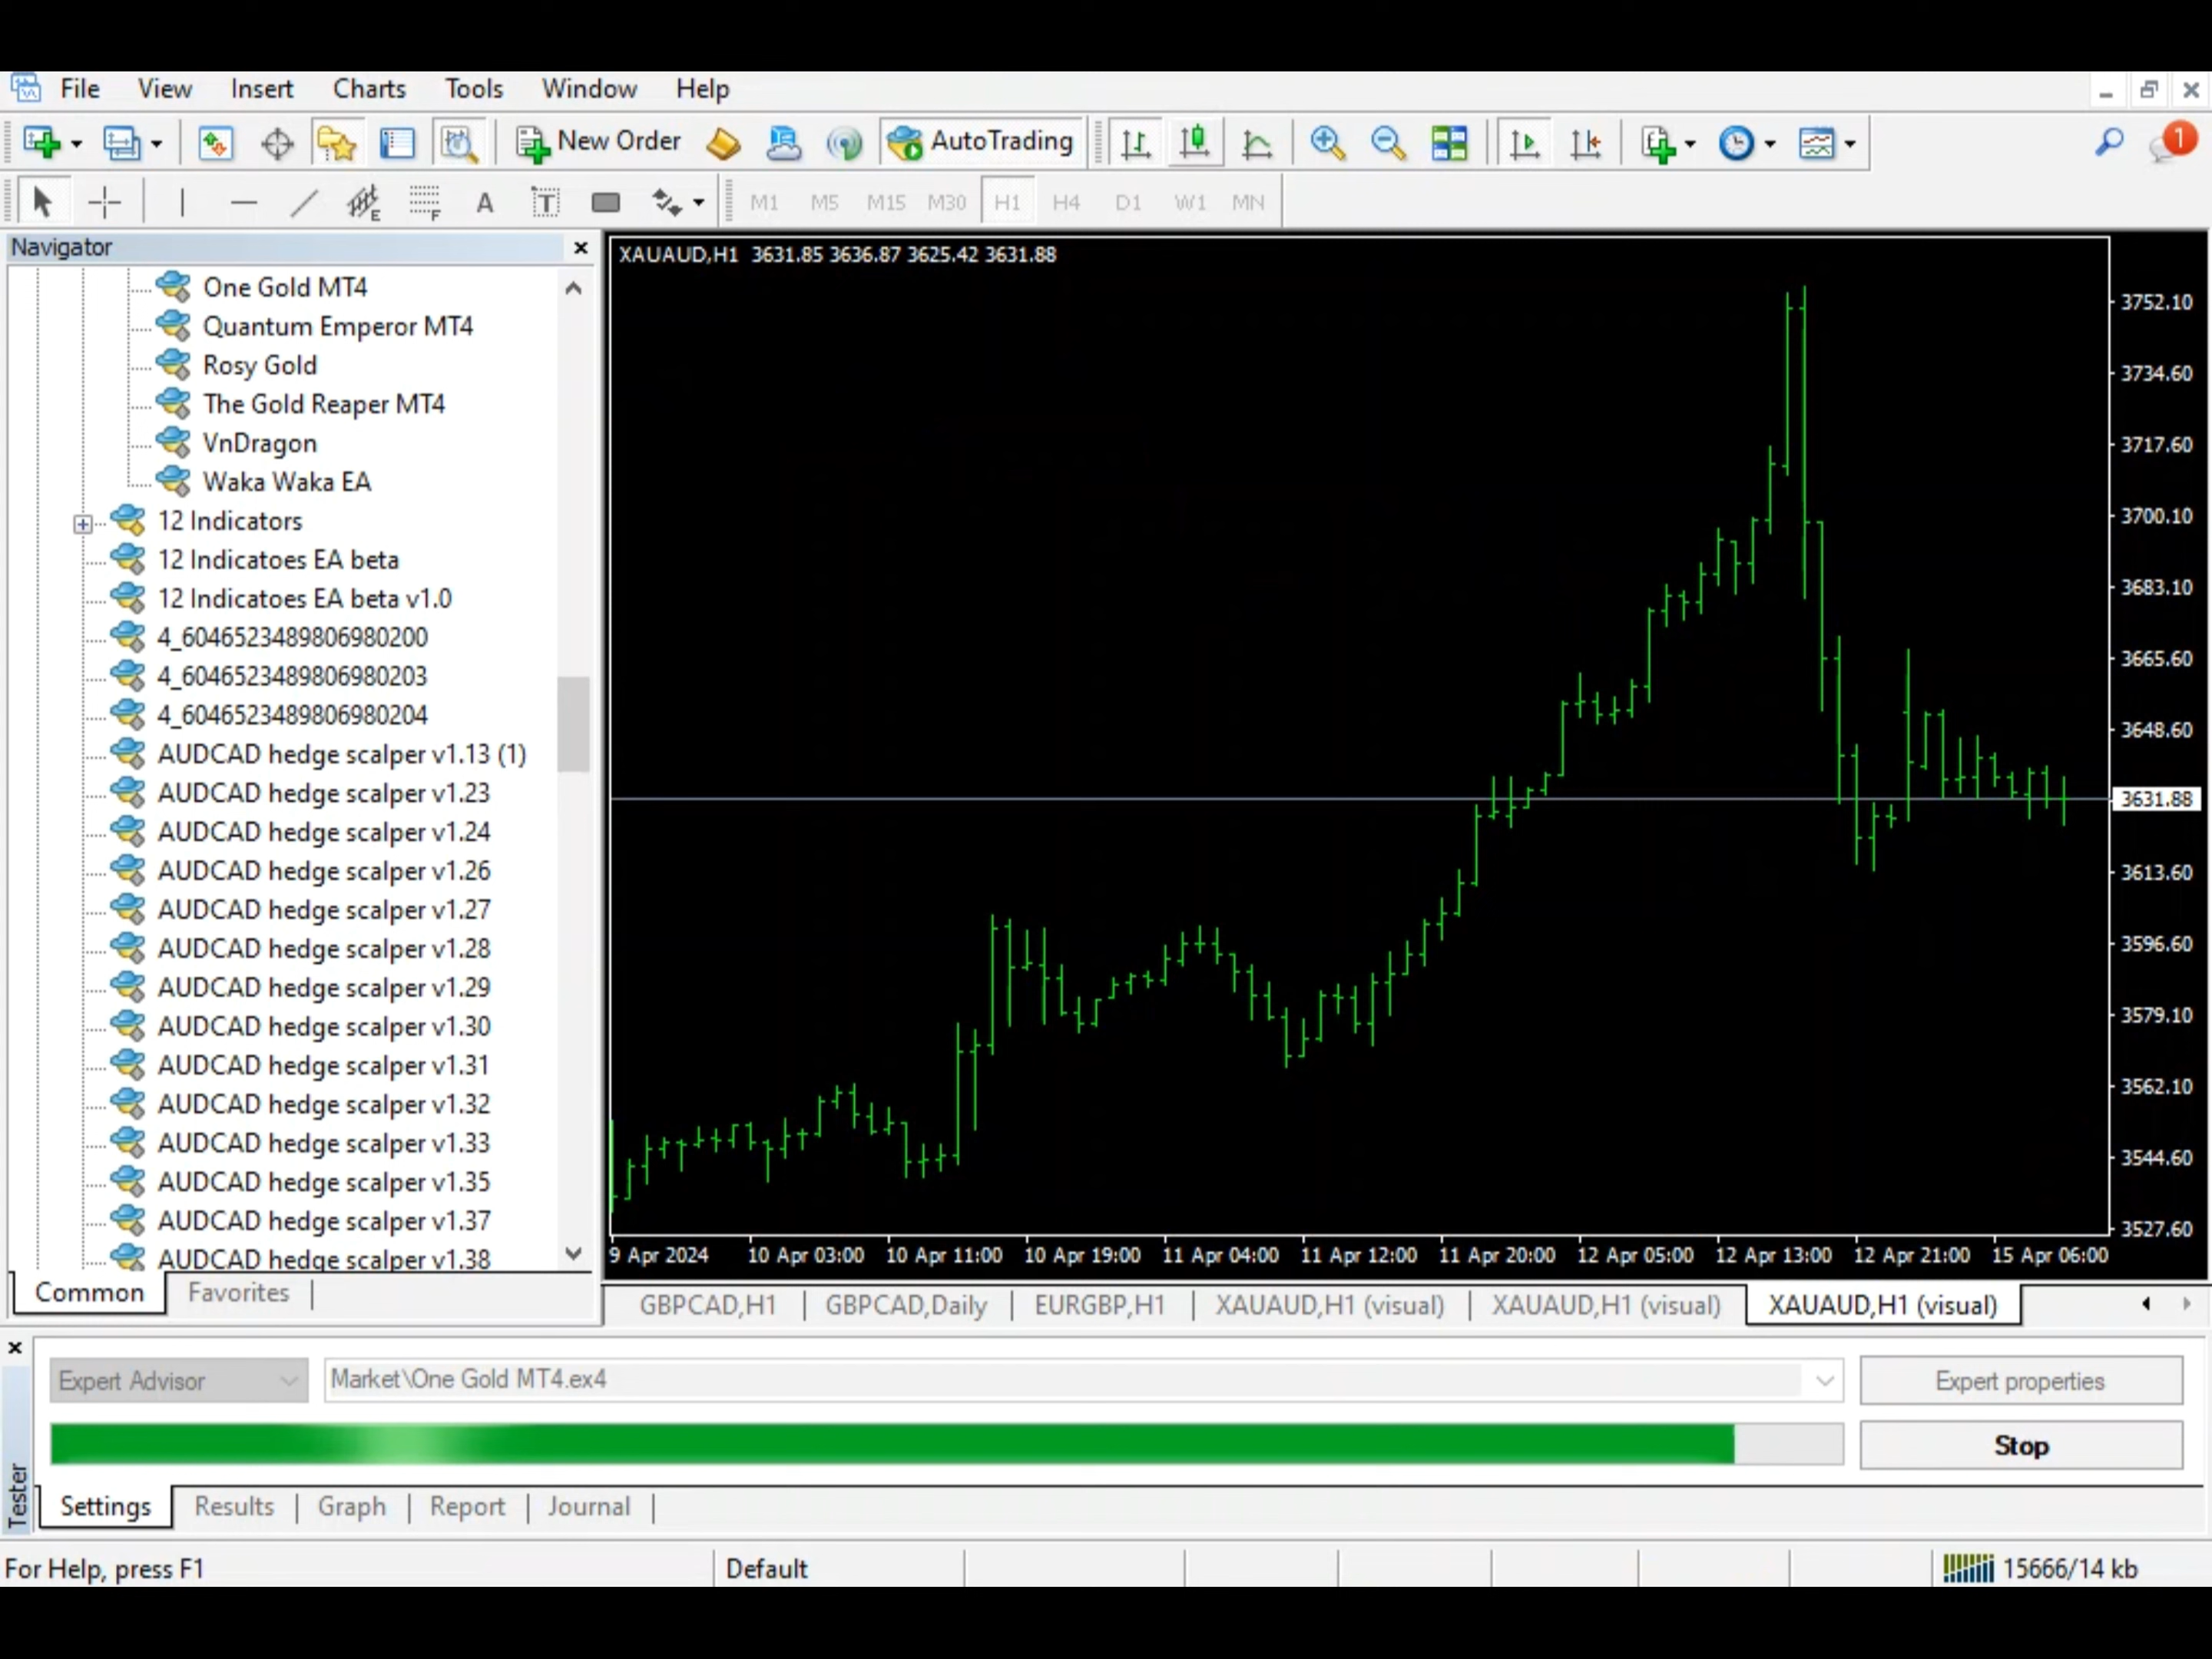 File View Insert Charts Tools Window Help
New Order AutoTrading 1
A T E F M1 M5 M15 M30 H1 H4 D1 W1 MN
Navigator
One Gold MT4
Quantum Emperor MT4
Rosy Gold
The Gold Reaper MT4
VnDragon
Waka Waka EA
12 Indicators
12 Indicatoes EA beta
12 Indicatoes EA beta v1.0
4_6046523489806980200
4_6046523489806980203
4_6046523489806980204
AUDCAD hedge scalper v1.13 (1)
AUDCAD hedge scalper v1.23
AUDCAD hedge scalper v1.24
AUDCAD hedge scalper v1.26
AUDCAD hedge scalper v1.27
AUDCAD hedge scalper v1.28
AUDCAD hedge scalper v1.29
AUDCAD hedge scalper v1.30
AUDCAD hedge scalper v1.31
AUDCAD hedge scalper v1.32
AUDCAD hedge scalper v1.33
AUDCAD hedge scalper v1.35
AUDCAD hedge scalper v1.37
AUDCAD hedge scalper v1.38
Common Favorites
XAUAUD,H1 3631.85 3636.87 3625.42 3631.88
3752.10
3734.60
3717.60
3700.10
3683.10
3665.60
3648.60
3631.88
3613.60
3596.60
3579.10
3562.10
3544.60
3527.60
9 Apr 2024 10 Apr 03:00 10 Apr 11:00 10 Apr 19:00 11 Apr 04:00 11 Apr 12:00 11 Apr 20:00 12 Apr 05:00 12 Apr 13:00 12 Apr 21:00 15 Apr 06:00
GBPCAD,H1 GBPCAD,Daily EURGBP,H1 XAUAUD,H1 (visual) XAUAUD,H1 (visual) XAUAUD,H1 (visual)
Expert Advisor Market\One Gold MT4.ex4 Expert properties
Stop
Tester
Settings Results Graph Report Journal
For Help, press F1 Default 15666/14 kb